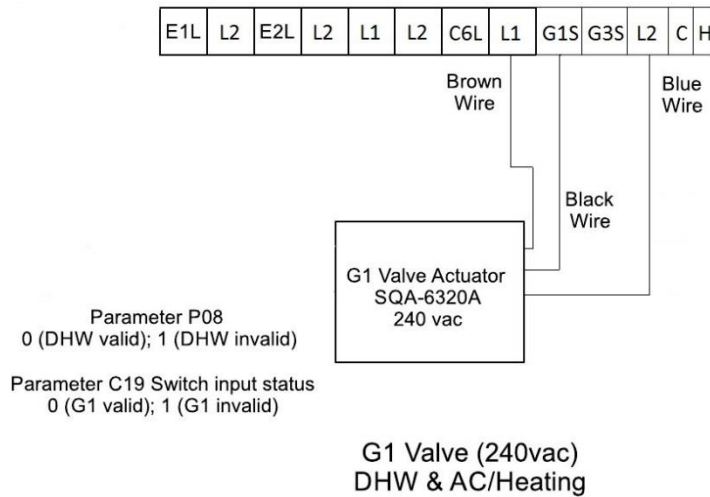 E1L L2 E2L L2 L1 L2 C6L L1 G1S G3S L2 C H
Brown
Wire
Blue
Wire
Black
Wire
G1 Valve Actuator
SQA-6320A
240 vac
Parameter P08
0 (DHW valid); 1 (DHW invalid)
Parameter C19 Switch input status
0 (G1 valid); 1 (G1 invalid)
G1 Valve (240vac)
DHW & AC/Heating